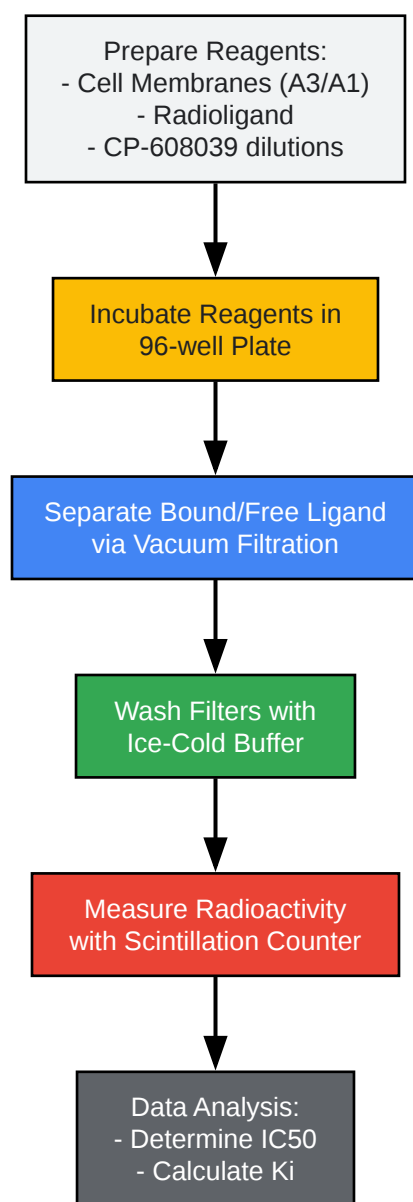 Prepare Reagents:
- Cell Membranes (A3/A1)
- Radioligand
- CP-608039 dilutions
Incubate Reagents in
96-well Plate
Separate Bound/Free Ligand
via Vacuum Filtration
Wash Filters with
Ice-Cold Buffer
Measure Radioactivity
with Scintillation Counter
Data Analysis:
- Determine IC50
- Calculate Ki